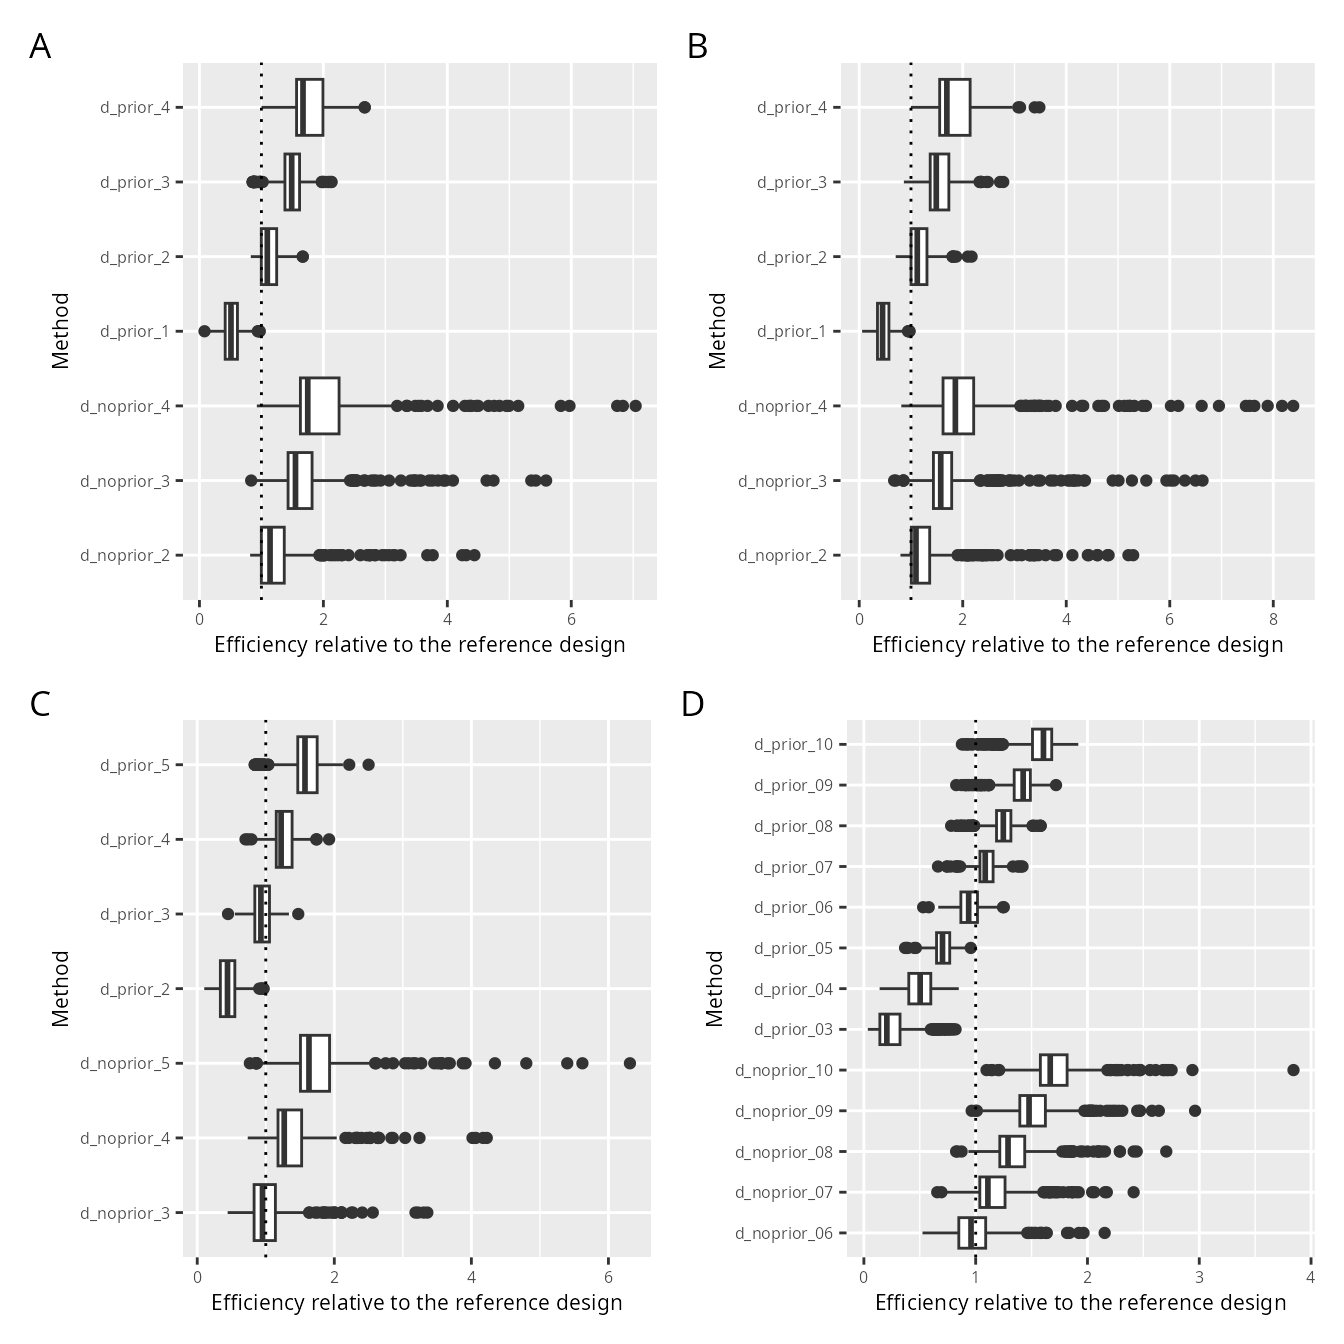 A
d_prior_4
d_prior_3
d_prior_2
d_prior_1
d_noprior_4
d_noprior_3
d_noprior_2
Method
0 2 4 6
Efficiency relative to the reference design
B
d_prior_4
d_prior_3
d_prior_2
d_prior_1
d_noprior_4
d_noprior_3
d_noprior_2
Method
0 2 4 6 8
Efficiency relative to the reference design
C
d_prior_5
d_prior_4
d_prior_3
d_prior_2
d_noprior_5
d_noprior_4
d_noprior_3
Method
0 2 4 6
Efficiency relative to the reference design
D
d_prior_10
d_prior_09
d_prior_08
d_prior_07
d_prior_06
d_prior_05
d_prior_04
d_prior_03
d_noprior_10
d_noprior_09
d_noprior_08
d_noprior_07
d_noprior_06
Method
0 1 2 3 4
Efficiency relative to the reference design